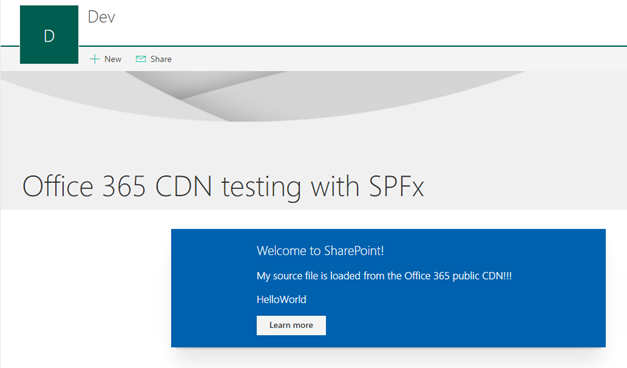 D
Dev
New
Share
Office 365 CDN testing with SPFx
Welcome to SharePoint!
My source file is loaded from the Office 365 public CDN!!!
HelloWorld
Learn more